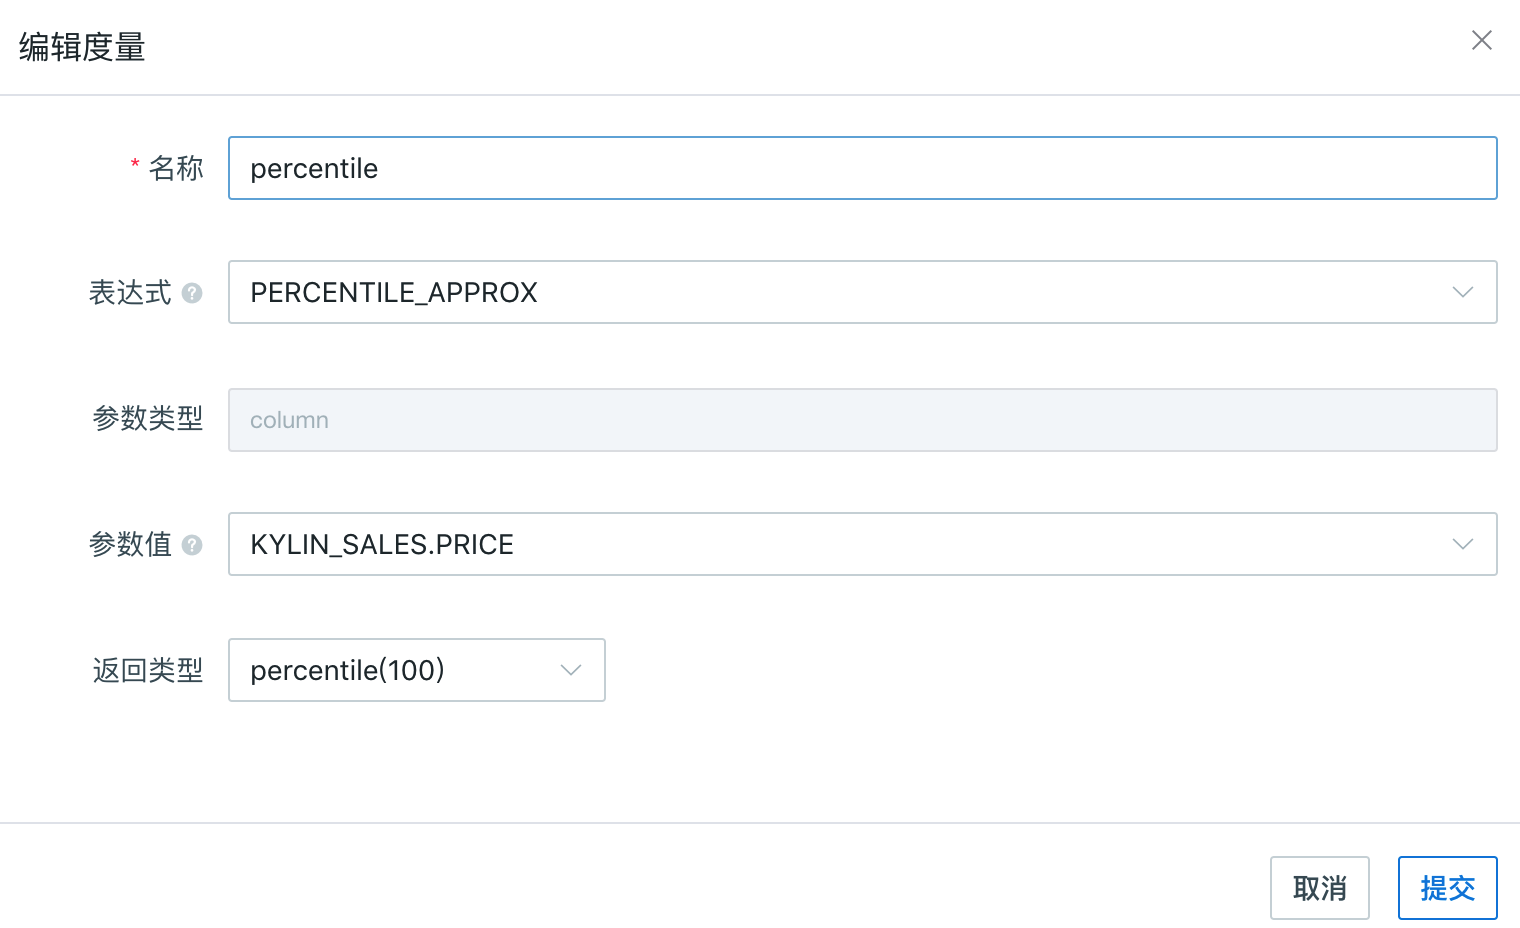 编辑度量
* 名称 percentile
表达式 ? PERCENTILE_APPROX
参数类型 column
参数值 ? KYLIN_SALES.PRICE
返回类型 percentile(100)
取消 提交